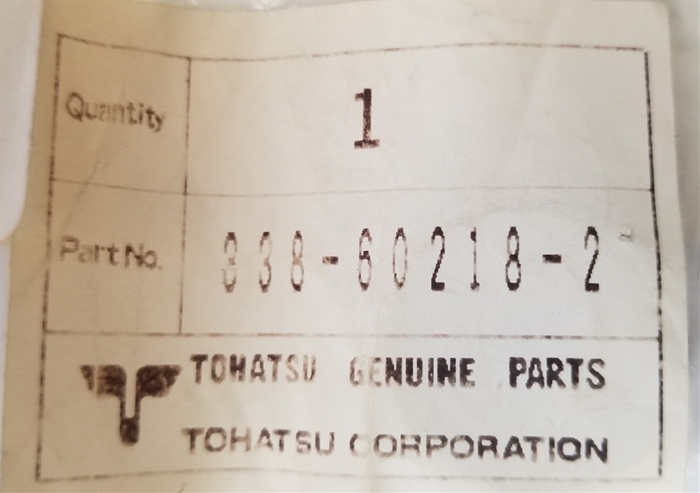 Quantity 1
Part No. 338-60218-2
TOHATSU GENUINE PARTS
TOHATSU CORPORATION